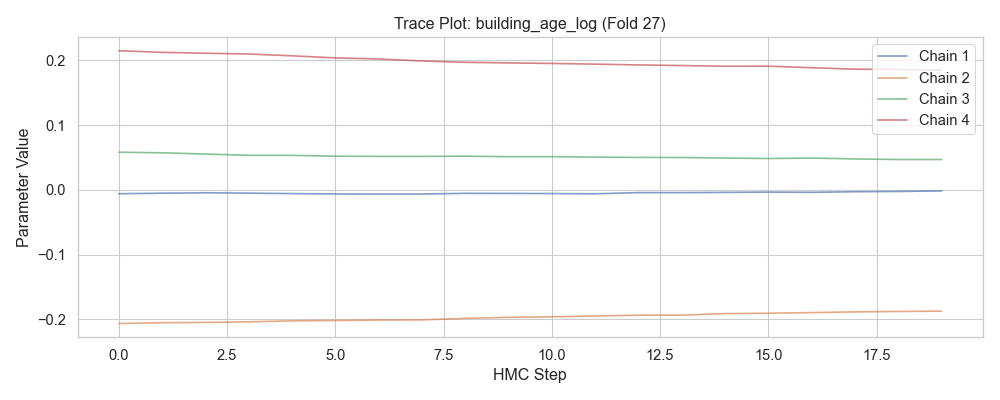 Trace Plot: building_age_log (Fold 27)
Parameter Value
0.2
0.1
0.0
−0.1
−0.2
Chain 1
Chain 2
Chain 3
Chain 4
0.0 2.5 5.0 7.5 10.0 12.5 15.0 17.5
HMC Step